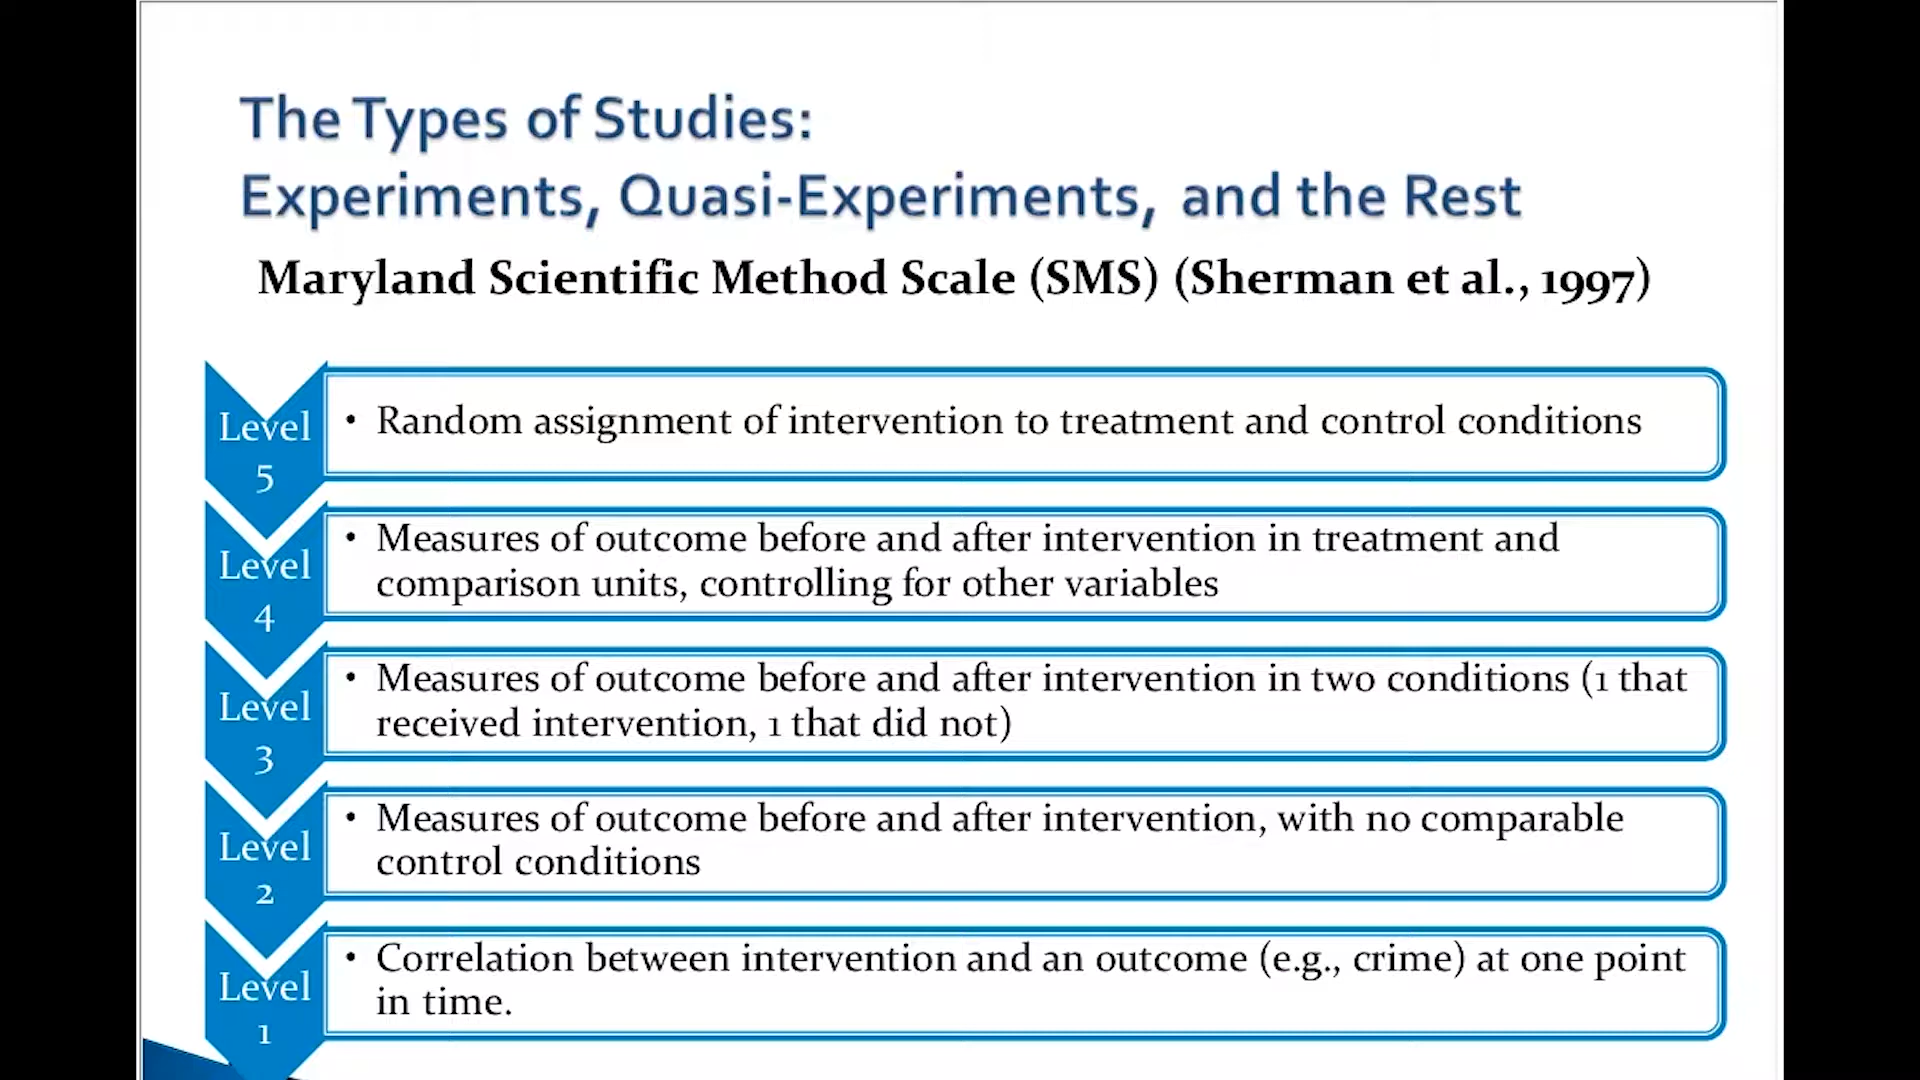 The Types of Studies:
Experiments, Quasi-Experiments, and the Rest
Maryland Scientific Method Scale (SMS) (Sherman et al., 1997)
Level
5
• Random assignment of intervention to treatment and control conditions
Level
4
• Measures of outcome before and after intervention in treatment and
comparison units, controlling for other variables
Level
3
• Measures of outcome before and after intervention in two conditions (1 that
received intervention, 1 that did not)
Level
2
• Measures of outcome before and after intervention, with no comparable
control conditions
Level
1
• Correlation between intervention and an outcome (e.g., crime) at one point
in time.